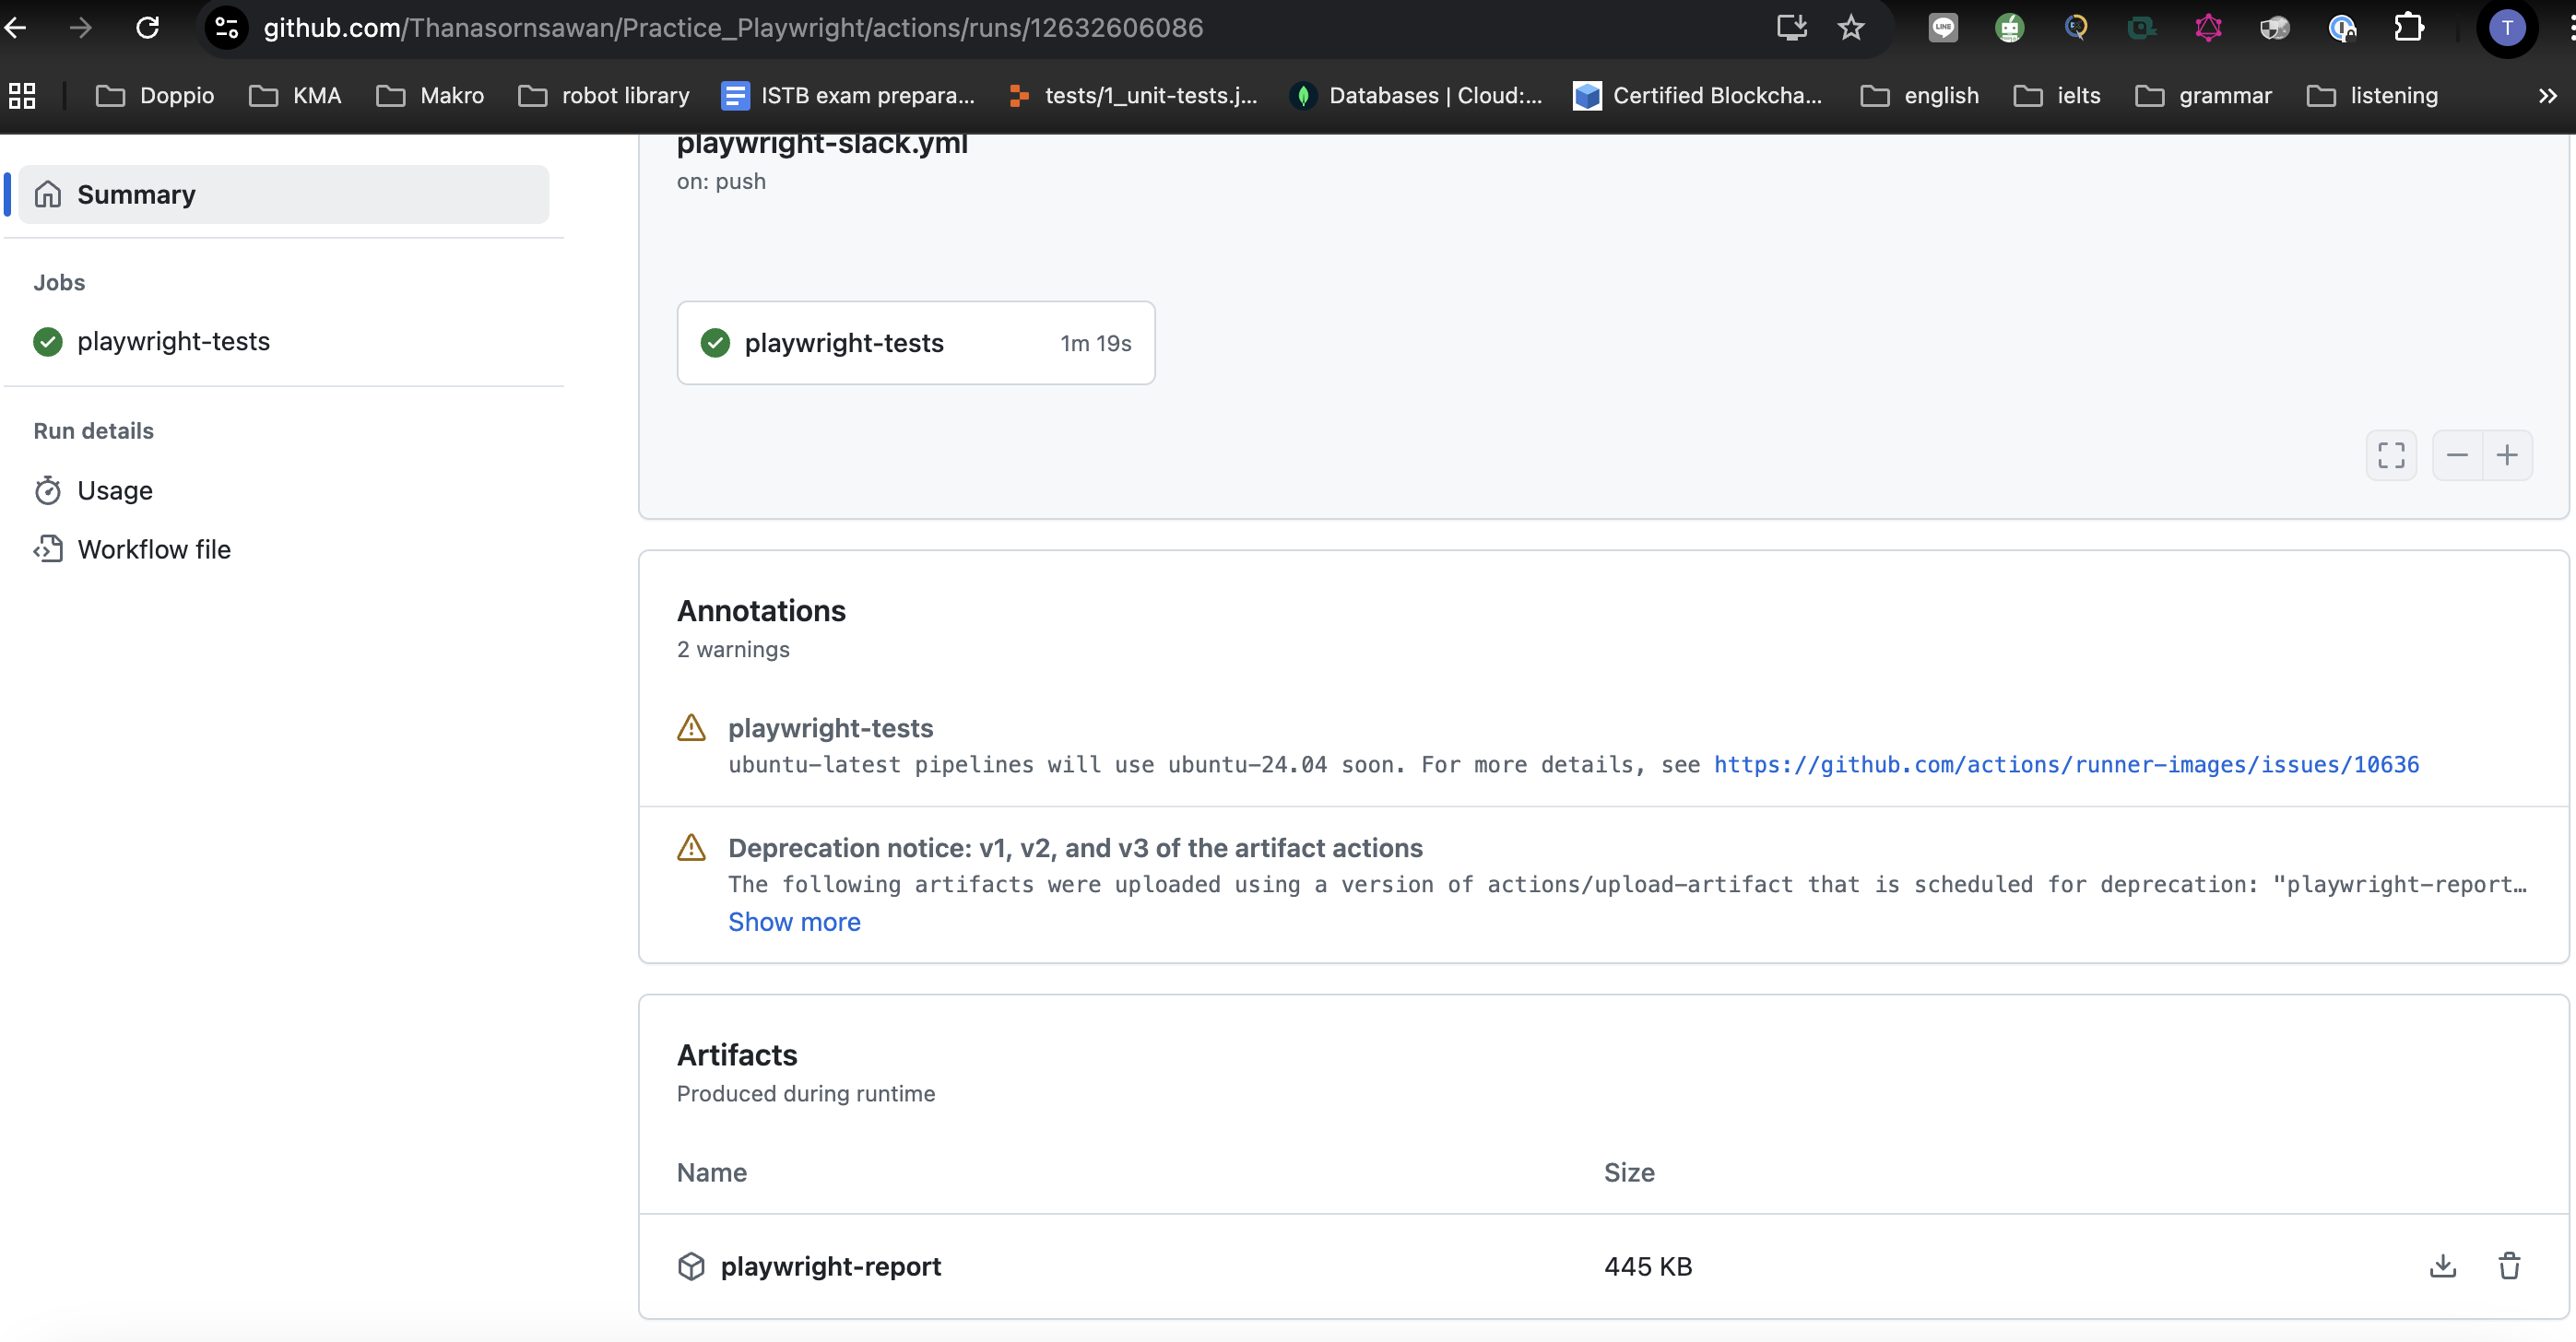 github.com/Thanasornsawan/Practice_Playwright/actions/runs/12632606086
T
Doppio
KMA
Makro
robot library
ISTB exam prepara...
tests/1_unit-tests.j...
Databases | Cloud:...
Certified Blockcha...
english
ielts
grammar
listening
Summary
Jobs
playwright-tests
Run details
Usage
Workflow file
playwright-slack.yml
on: push
playwright-tests
1m 19s
Annotations
2 warnings
playwright-tests
ubuntu-latest pipelines will use ubuntu-24.04 soon. For more details, see https://github.com/actions/runner-images/issues/10636
Deprecation notice: v1, v2, and v3 of the artifact actions
The following artifacts were uploaded using a version of actions/upload-artifact that is scheduled for deprecation: "playwright-report…
Show more
Artifacts
Produced during runtime
Name
Size
playwright-report
445 KB